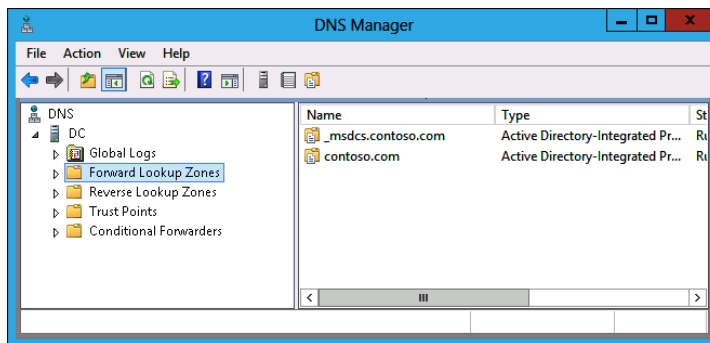 DNS Manager
File Action View Help
DNS
DC
Global Logs
Forward Lookup Zones
Reverse Lookup Zones
Trust Points
Conditional Forwarders
Name Type St
_msdcs.contoso.com Active Directory-Integrated Pr... Ru
contoso.com Active Directory-Integrated Pr... Ru